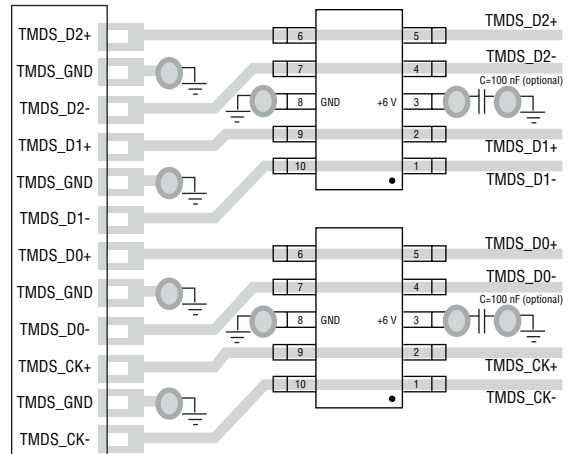 TMDS_D2+
TMDS_GND
TMDS_D2-
TMDS_D1+
TMDS_GND
TMDS_D1-
TMDS_D0+
TMDS_GND
TMDS_D0-
TMDS_CK+
TMDS_GND
TMDS_CK-
6 5 TMDS_D2+
7 4 TMDS_D2-
C=100 nF (optional)
8 GND +6 V 3
9 2 TMDS_D1+
10 1 TMDS_D1-
6 5 TMDS_D0+
7 4 TMDS_D0-
C=100 nF (optional)
8 GND +6 V 3
9 2 TMDS_CK+
10 1 TMDS_CK-